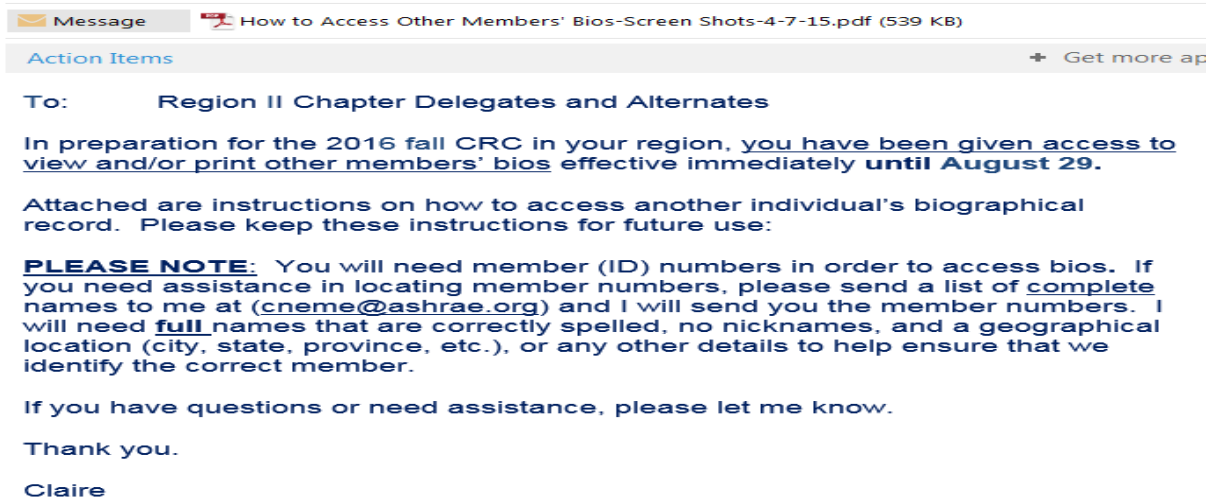 Message How to Access Other Members' Bios-Screen Shots-4-7-15.pdf (539 KB)
Action Items + Get more ap
To: Region II Chapter Delegates and Alternates
In preparation for the 2016 fall CRC in your region, you have been given access to
view and/or print other members' bios effective immediately until August 29.
Attached are instructions on how to access another individual's biographical
record. Please keep these instructions for future use:
PLEASE NOTE: You will need member (ID) numbers in order to access bios. If
you need assistance in locating member numbers, please send a list of complete
names to me at (cneme@ashrae.org) and I will send you the member numbers. I
will need full names that are correctly spelled, no nicknames, and a geographical
location (city, state, province, etc.), or any other details to help ensure that we
identify the correct member.
If you have questions or need assistance, please let me know.
Thank you.
Claire